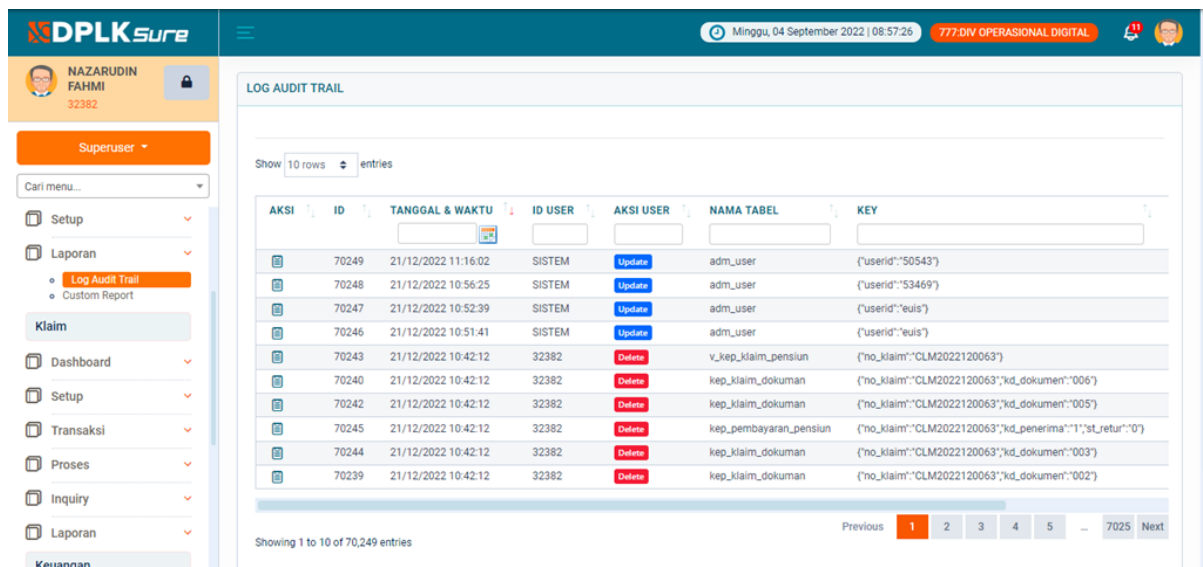 DPLK Sure
Minggu, 04 September 2022 | 08:57:26
777:DIV OPERASIONAL DIGITAL
11
NAZARUDIN
FAHMI
32382
Superuser
Cari menu...
Setup
Laporan
Log Audit Trail
Custom Report
Klaim
Dashboard
Setup
Transaksi
Proses
Inquiry
Laporan
Keuangan
LOG AUDIT TRAIL
Show 10 rows entries
AKSI ID TANGGAL & WAKTU ID USER AKSI USER NAMA TABEL KEY
70249 21/12/2022 11:16:02 SISTEM Update adm_user {"userid":"50543"}
70248 21/12/2022 10:56:25 SISTEM Update adm_user {"userid":"53469"}
70247 21/12/2022 10:52:39 SISTEM Update adm_user {"userid":"euis"}
70246 21/12/2022 10:51:41 SISTEM Update adm_user {"userid":"euis"}
70243 21/12/2022 10:42:12 32382 Delete v_kep_klaim_pensiun {"no_klaim":"CLM2022120063"}
70240 21/12/2022 10:42:12 32382 Delete kep_klaim_dokuman {"no_klaim":"CLM2022120063","kd_dokumen":"006"}
70242 21/12/2022 10:42:12 32382 Delete kep_klaim_dokuman {"no_klaim":"CLM2022120063","kd_dokumen":"005"}
70245 21/12/2022 10:42:12 32382 Delete kep_pembayaran_pensiun {"no_klaim":"CLM2022120063","kd_penerima":"1","st_retur":"0"}
70244 21/12/2022 10:42:12 32382 Delete kep_klaim_dokuman {"no_klaim":"CLM2022120063","kd_dokumen":"003"}
70239 21/12/2022 10:42:12 32382 Delete kep_klaim_dokuman {"no_klaim":"CLM2022120063","kd_dokumen":"002"}
Previous 1 2 3 4 5 ... 7025 Next
Showing 1 to 10 of 70,249 entries